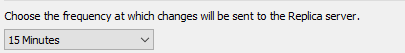 Choose the frequency at which changes will be sent to the Replica server.
15 Minutes